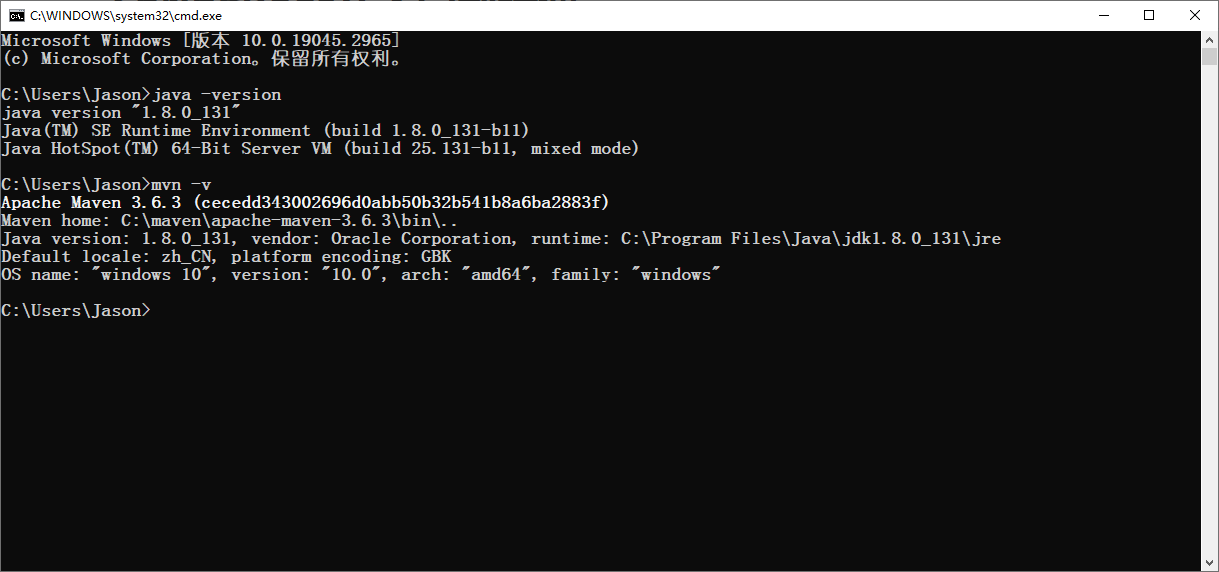 C:\WINDOWS\system32\cmd.exe
Microsoft Windows [版本 10.0.19045.2965]
(c) Microsoft Corporation。保留所有权利。
C:\Users\Jason>java -version
java version "1.8.0_131"
Java(TM) SE Runtime Environment (build 1.8.0_131-b11)
Java HotSpot(TM) 64-Bit Server VM (build 25.131-b11, mixed mode)
C:\Users\Jason>mvn -v
Apache Maven 3.6.3 (cecedd343002696d0abb50b32b541b8a6ba2883f)
Maven home: C:\maven\apache-maven-3.6.3\bin\..
Java version: 1.8.0_131, vendor: Oracle Corporation, runtime: C:\Program Files\Java\jdk1.8.0_131\jre
Default locale: zh_CN, platform encoding: GBK
OS name: "windows 10", version: "10.0", arch: "amd64", family: "windows"
C:\Users\Jason>